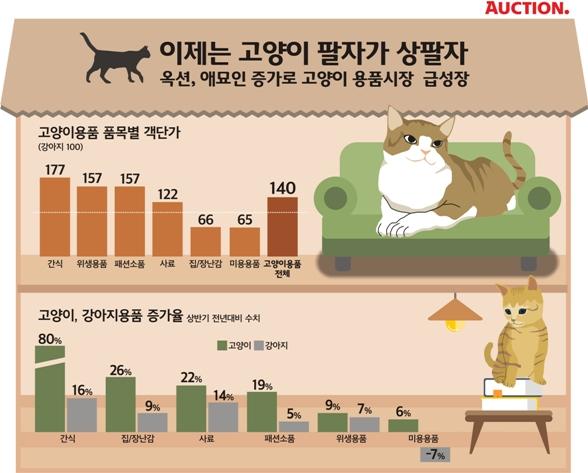 AUCTION.
이제는 고양이 팔자가 상팔자
옥션, 애묘인 증가로 고양이 용품시장 급성장
고양이용품 품목별 객단가
(강아지 100)
177 157 157 122 66 65 140
간식 위생용품 패션소품 사료 집/장난감 미용용품 고양이용품
전체
고양이, 강아지용품 증가율 상반기 전년대비 수치
고양이 강아지
80% 16% 26% 9% 22% 14% 19% 5% 9% 7% 6%
간식 집/장난감 사료 패션소품 위생용품 미용용품
-7%